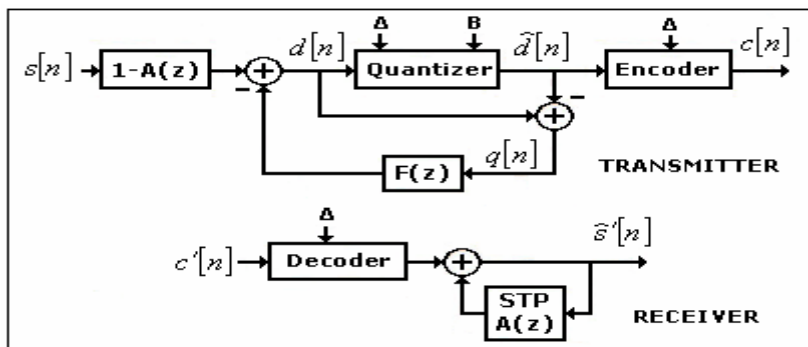 Δ B Δ
s[n] 1-A(z) + d[n] Quantizer d̂[n] Encoder c[n]
− −
+
F(z) q[n] TRANSMITTER
Δ
c'[n] Decoder + ŝ'[n]
STP
A(z)
RECEIVER